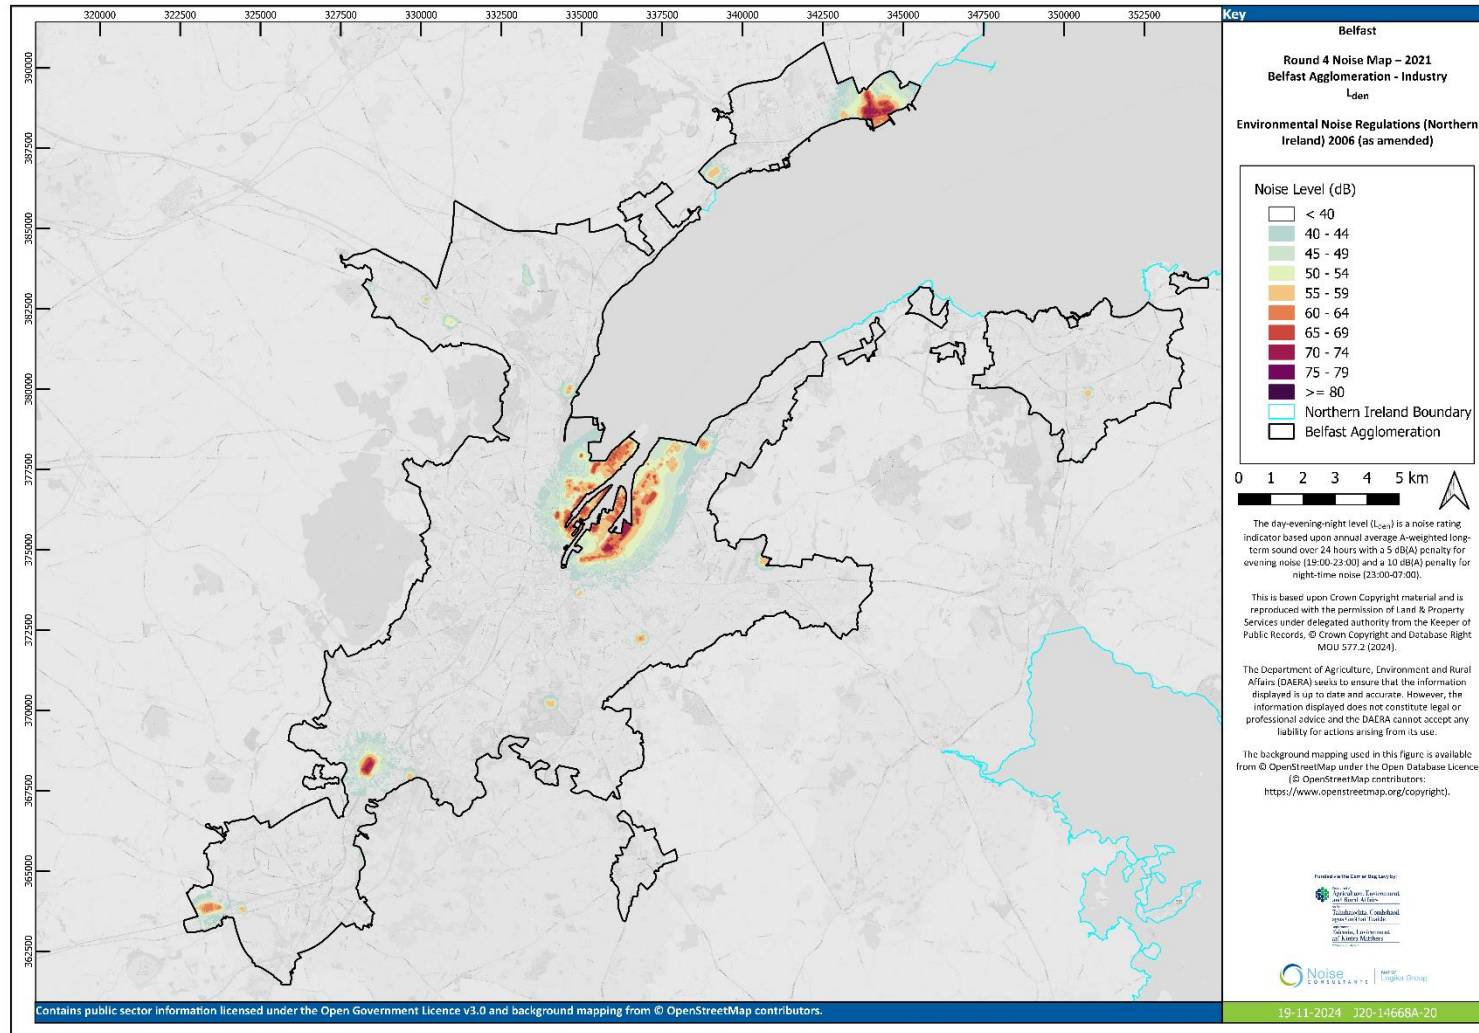 320000 322500 325000 327500 330000 332500 335000 337500 340000 342500 345000 347500 350000 352500
390000
387500
385000
382500
380000
377500
375000
372500
370000
367500
365000
362500
Key
Belfast
Round 4 Noise Map – 2021
Belfast Agglomeration - Industry
Lden
Environmental Noise Regulations (Northern
Ireland) 2006 (as amended)
Noise Level (dB)
< 40
40 - 44
45 - 49
50 - 54
55 - 59
60 - 64
65 - 69
70 - 74
75 - 79
>= 80
Northern Ireland Boundary
Belfast Agglomeration
0 1 2 3 4 5 km
The day-evening-night level (Lden) is a noise rating
indicator based upon annual average A-weighted long-
term sound over 24 hours with a 5 dB(A) penalty for
evening noise (19:00-23:00) and a 10 dB(A) penalty for
night-time noise (23:00-07:00).
This is based upon Crown Copyright material and is
reproduced with the permission of Land & Property
Services under delegated authority from the Keeper of
Public Records, © Crown Copyright and Database Right
MOU 577.2 (2024).
The Department of Agriculture, Environment and Rural
Affairs (DAERA) seeks to ensure that the information
displayed is up to date and accurate. However, the
information displayed does not constitute legal or
professional advice and the DAERA cannot accept any
liability for actions arising from its use.
The background mapping used in this figure is available
from © OpenStreetMap under the Open Database Licence
(© OpenStreetMap contributors:
https://www.openstreetmap.org/copyright).
Agriculture, Environment
and Rural Affairs
Noise
CONSULTANTS
PART OF
Logika Group
Contains public sector information licensed under the Open Government Licence v3.0 and background mapping from © OpenStreetMap contributors.
19-11-2024 J20-14668A-20